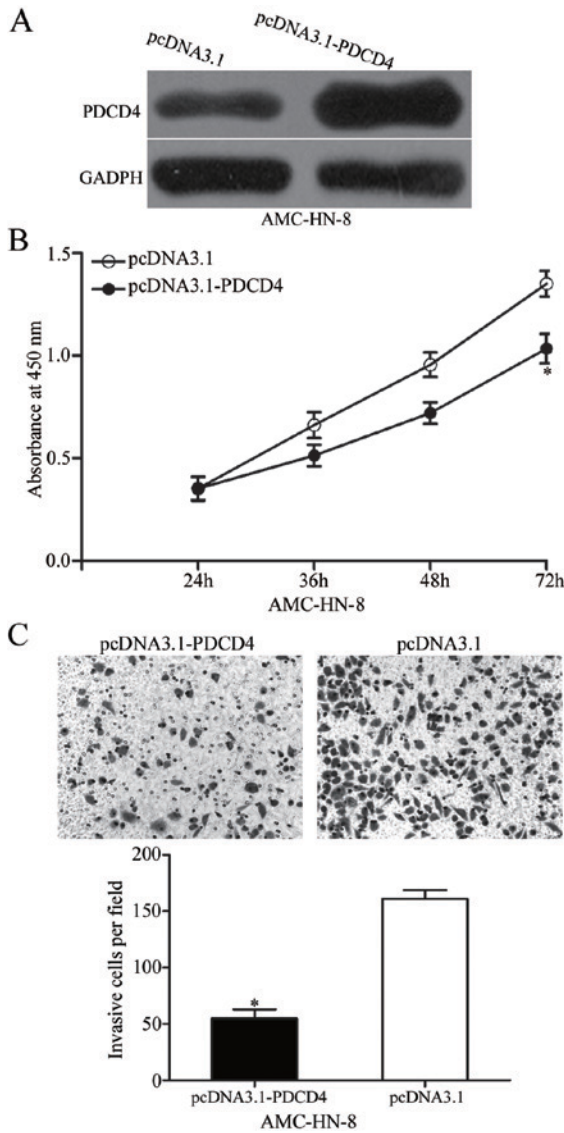 A
pcDNA3.1
pcDNA3.1-PDCD4
PDCD4
GADPH
AMC-HN-8
B
pcDNA3.1
pcDNA3.1-PDCD4
Absorbance at 450 nm
1.5
1.0
0.5
0.0
*
24h
36h
48h
72h
AMC-HN-8
C
pcDNA3.1-PDCD4
pcDNA3.1
Invasive cells per field
200
150
100
50
0
*
pcDNA3.1-PDCD4
pcDNA3.1
AMC-HN-8